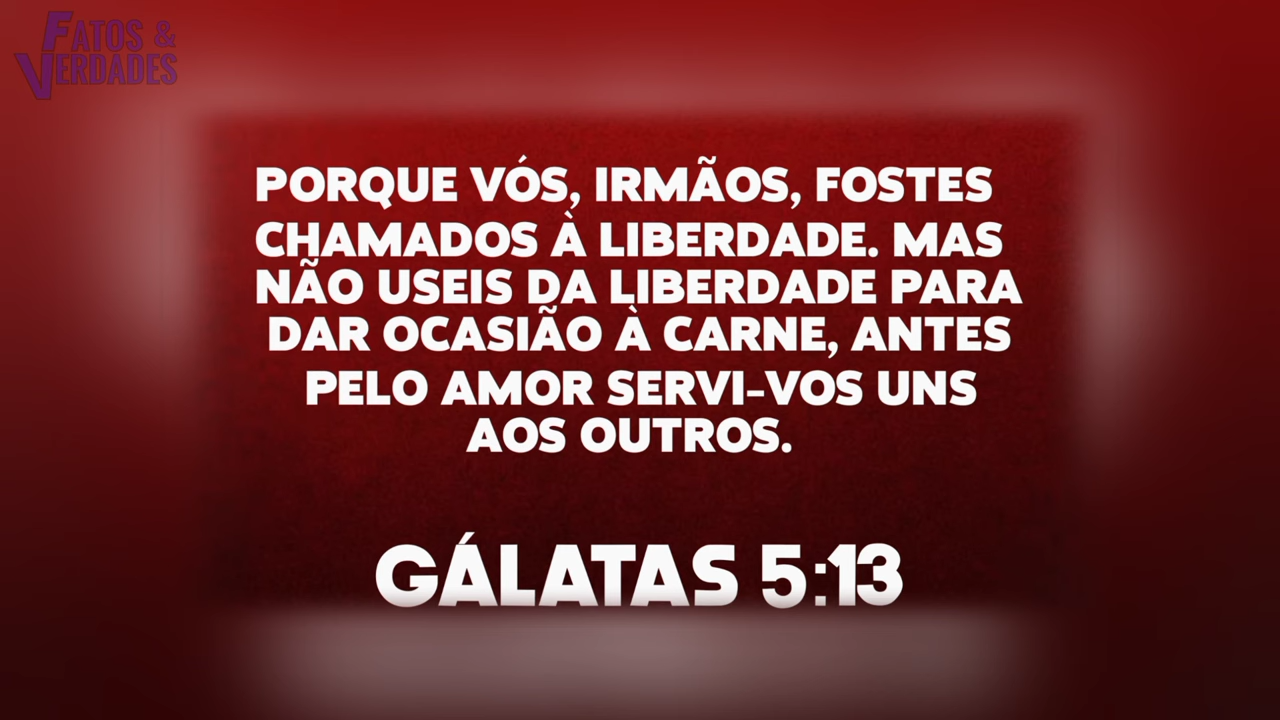 FATOS &
VERDADES
PORQUE VÓS, IRMÃOS, FOSTES
CHAMADOS À LIBERDADE. MAS
NÃO USEIS DA LIBERDADE PARA
DAR OCASIÃO À CARNE, ANTES
PELO AMOR SERVI-VOS UNS
AOS OUTROS.
GÁLATAS 5:13